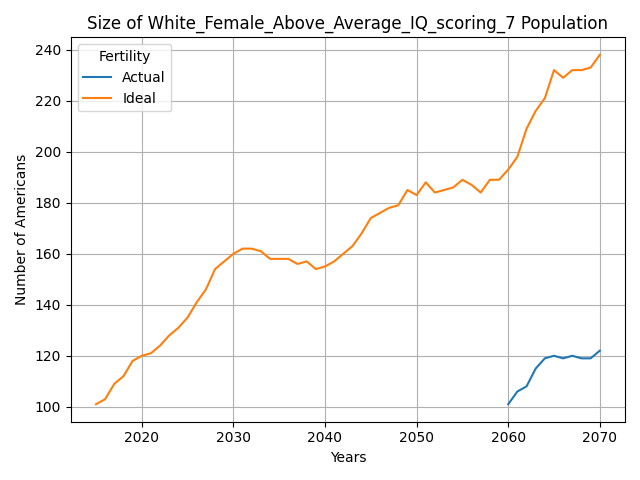 Size of White_Female_Above_Average_IQ_scoring_7 Population
Fertility
Actual
Ideal
Number of Americans
240
220
200
180
160
140
120
100
2020 2030 2040 2050 2060 2070
Years